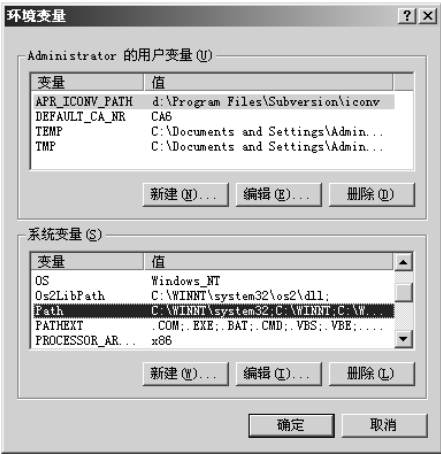 环境变量
Administrator 的用户变量(U)
变量 值
APR_ICONV_PATH d:\Program Files\Subversion\iconv
DEFAULT_CA_NR CA6
TEMP C:\Documents and Settings\Admin...
TMP C:\Documents and Settings\Admin...
新建(N)... 编辑(E)... 删除(D)
系统变量(S)
变量 值
OS Windows_NT
Os2LibPath C:\WINNT\system32\os2\dll;
Path C:\WINNT\system32;C:\WINNT;C:\W...
PATHEXT .COM;.EXE;.BAT;.CMD;.VBS;.VBE;....
PROCESSOR_AR... x86
新建(W)... 编辑(I)... 删除(L)
确定 取消